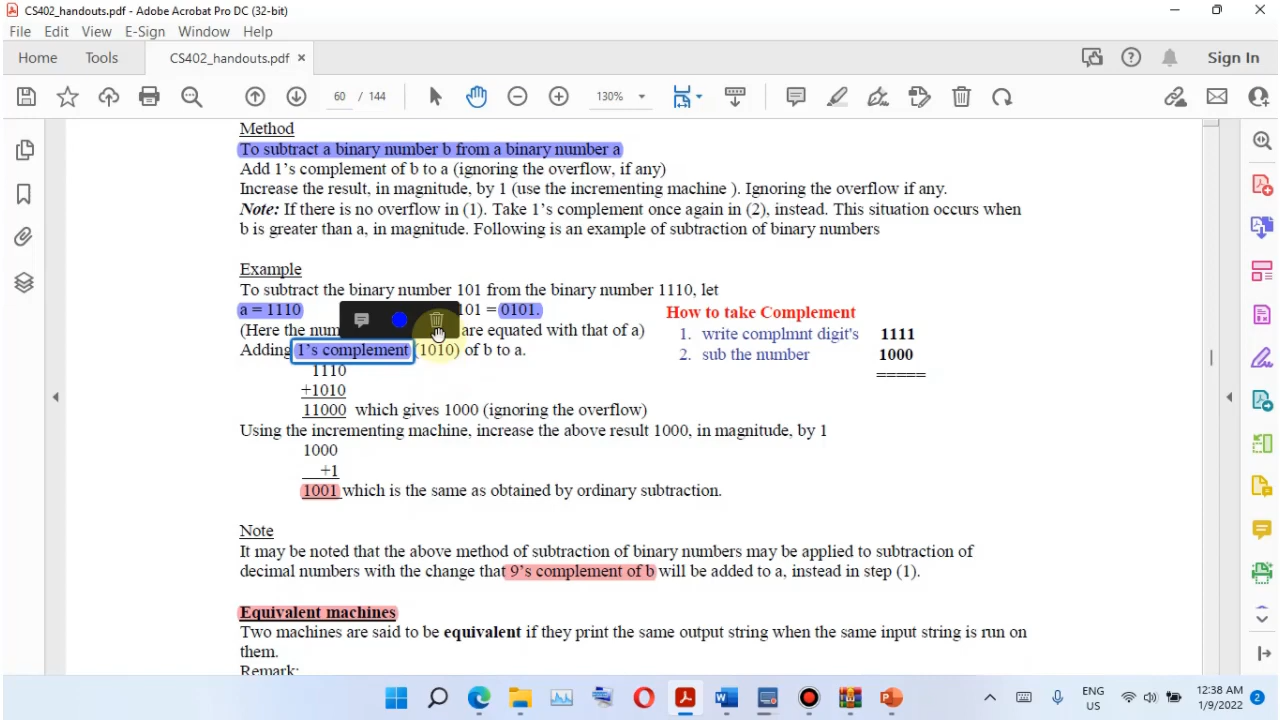 CS402_handouts.pdf - Adobe Acrobat Pro DC (32-bit)
File Edit View E-Sign Window Help
Home Tools CS402_handouts.pdf × Sign In
60 / 144 130%
Method
To subtract a binary number b from a binary number a
Add 1's complement of b to a (ignoring the overflow, if any)
Increase the result, in magnitude, by 1 (use the incrementing machine ). Ignoring the overflow if any.
Note: If there is no overflow in (1). Take 1's complement once again in (2), instead. This situation occurs when
b is greater than a, in magnitude. Following is an example of subtraction of binary numbers
Example
To subtract the binary number 101 from the binary number 1110, let
a = 1110 101 = 0101.
(Here the num are equated with that of a)
Adding 1's complement (1010) of b to a.
1110
+1010
11000 which gives 1000 (ignoring the overflow)
How to take Complement
1. write complmnt digit's 1111
2. sub the number 1000
=====
Using the incrementing machine, increase the above result 1000, in magnitude, by 1
1000
+1
1001 which is the same as obtained by ordinary subtraction.
Note
It may be noted that the above method of subtraction of binary numbers may be applied to subtraction of
decimal numbers with the change that 9's complement of b will be added to a, instead in step (1).
Equivalent machines
Two machines are said to be equivalent if they print the same output string when the same input string is run on
them.
Remark:
ENG
US
12:38 AM
1/9/2022
2